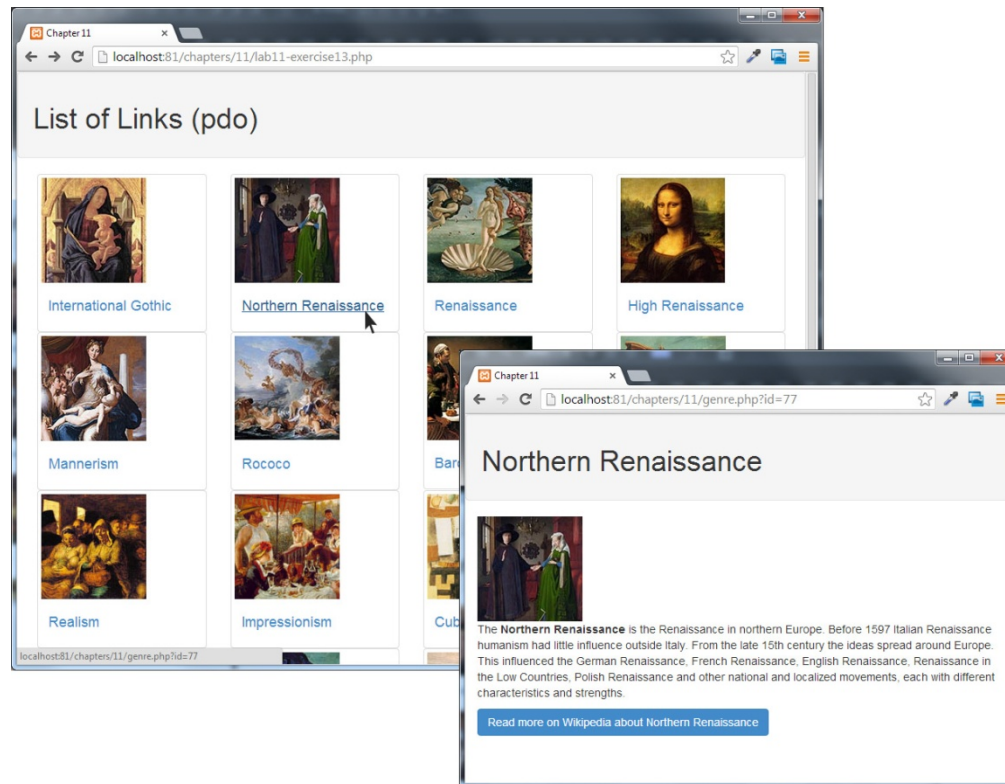 Chapter 11
localhost:81/chapters/11/lab11-exercise13.php
List of Links (pdo)
International Gothic
Northern Renaissance
Renaissance
High Renaissance
Mannerism
Rococo
Realism
Impressionism
localhost:81/chapters/11/genre.php?id=77
Chapter 11
localhost:81/chapters/11/genre.php?id=77
Northern Renaissance
The Northern Renaissance is the Renaissance in northern Europe. Before 1597 Italian Renaissance
humanism had little influence outside Italy. From the late 15th century the ideas spread around Europe.
This influenced the German Renaissance, French Renaissance, English Renaissance, Renaissance in
the Low Countries, Polish Renaissance and other national and localized movements, each with different
characteristics and strengths.
Read more on Wikipedia about Northern Renaissance